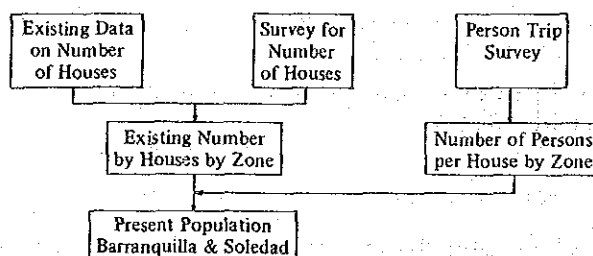 Existing Data
on Number
of Houses
Survey for
Number
of Houses
Person Trip
Survey
Existing Number
by Houses by Zone
Number of Persons
per House by Zone
Present Population
Barranquilla & Soledad